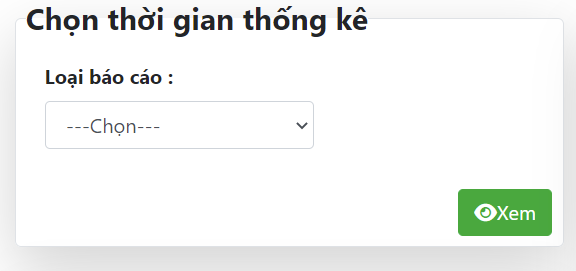 Chọn thời gian thống kê
Loại báo cáo :
---Chọn---
Xem